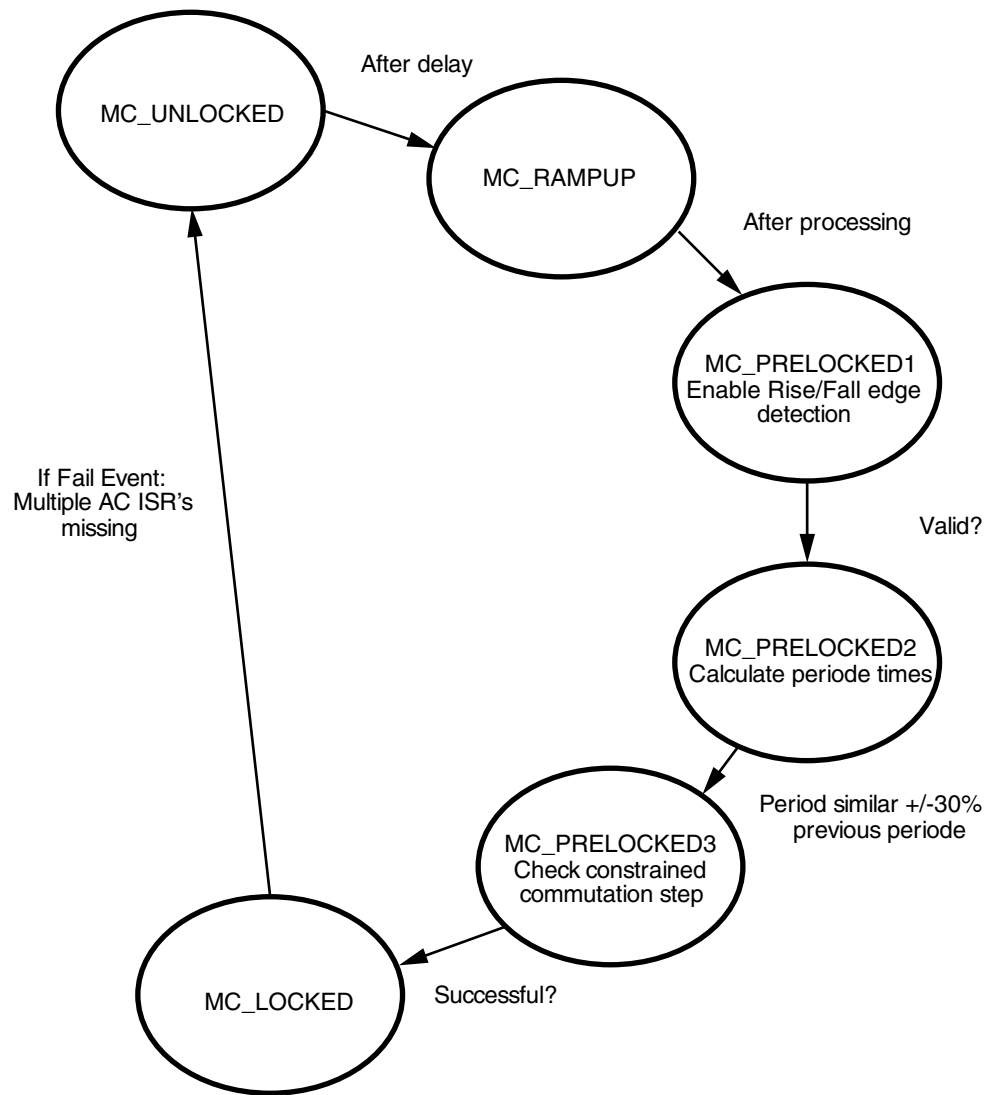 After delay
MC_UNLOCKED
MC_RAMPUP
After processing
MC_PRELOCKED1
Enable Rise/Fall edge
detection
If Fail Event:
Multiple AC ISR's
missing
Valid?
MC_PRELOCKED2
Calculate periode times
Period similar +/-30%
previous periode
MC_PRELOCKED3
Check constrained
commutation step
Successful?
MC_LOCKED